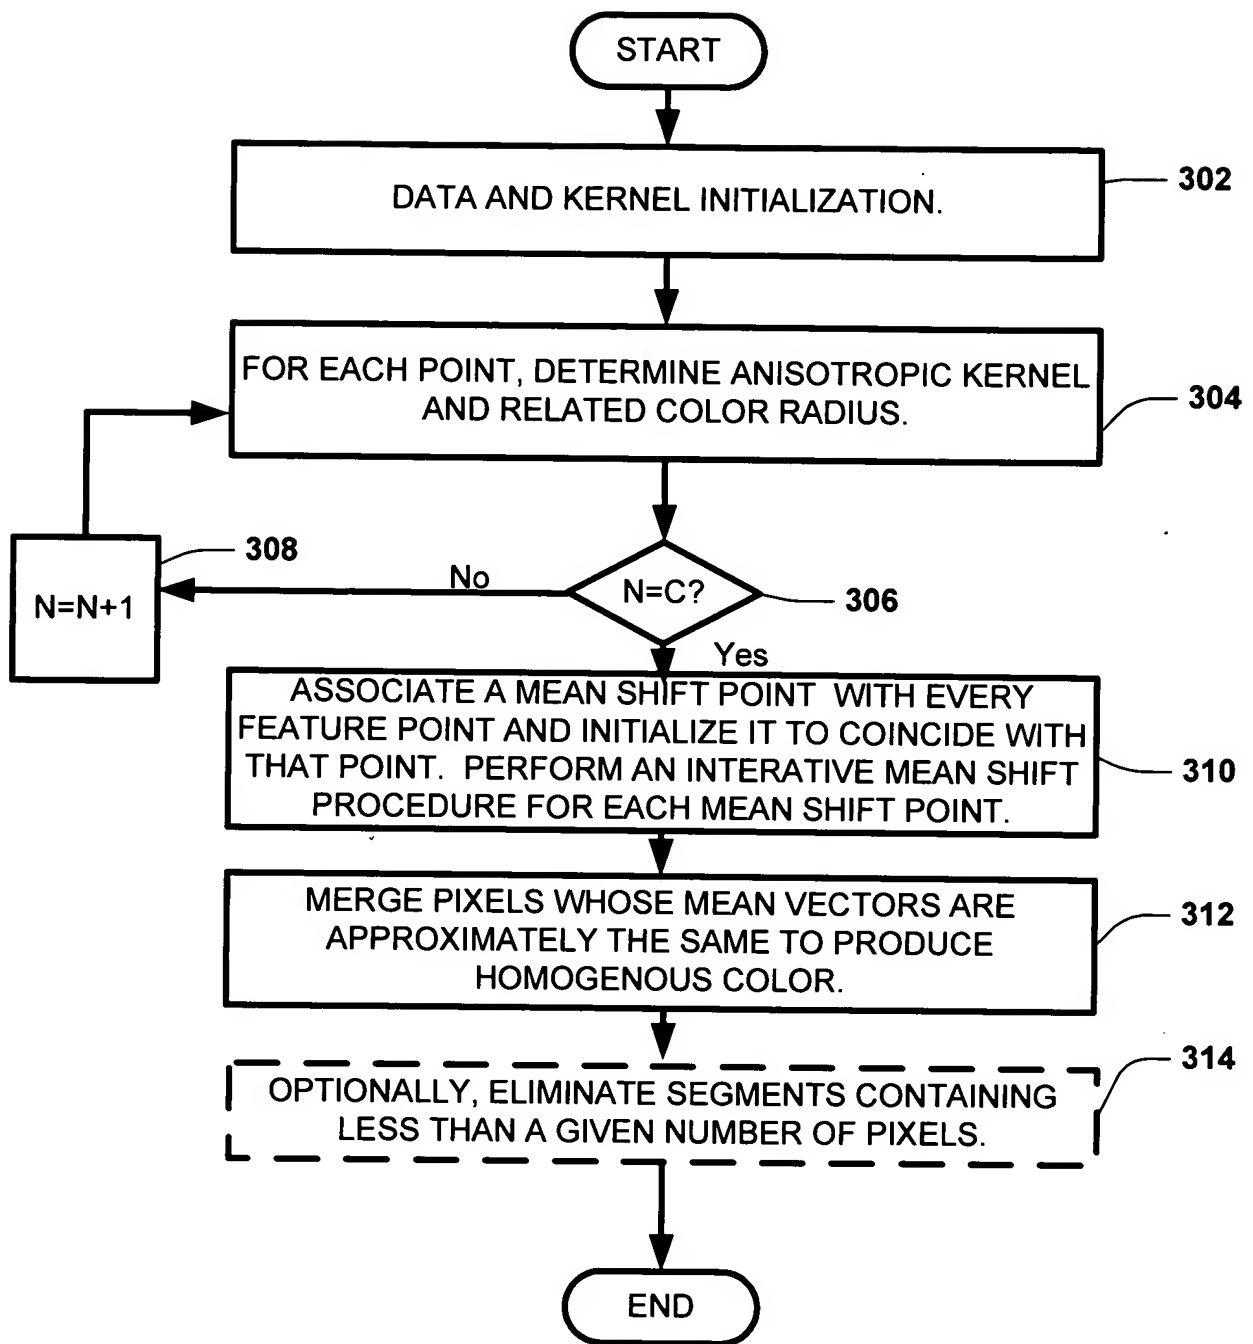 START
DATA AND KERNEL INITIALIZATION.
302
FOR EACH POINT, DETERMINE ANISOTROPIC KERNEL
AND RELATED COLOR RADIUS.
304
308
N=N+1
No
N=C?
306
Yes
ASSOCIATE A MEAN SHIFT POINT WITH EVERY
FEATURE POINT AND INITIALIZE IT TO COINCIDE WITH
THAT POINT. PERFORM AN INTERATIVE MEAN SHIFT
PROCEDURE FOR EACH MEAN SHIFT POINT.
310
MERGE PIXELS WHOSE MEAN VECTORS ARE
APPROXIMATELY THE SAME TO PRODUCE
HOMOGENOUS COLOR.
312
OPTIONALLY, ELIMINATE SEGMENTS CONTAINING
LESS THAN A GIVEN NUMBER OF PIXELS.
314
END